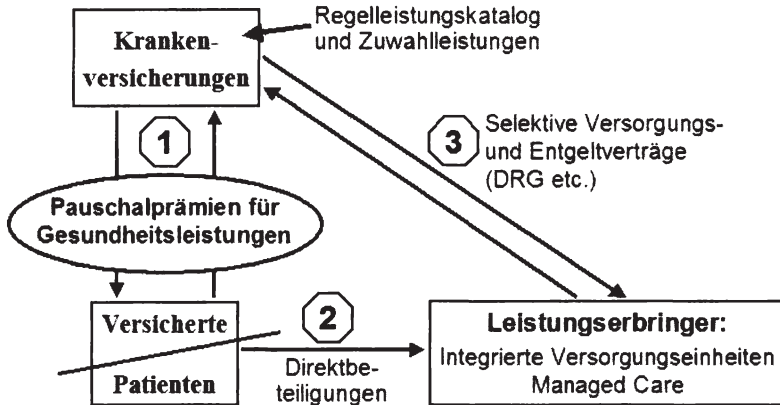 Regelleistungskatalog
und Zuwahlleistungen
Kranken-
versicherungen
1
3
Selektive Versorgungs-
und Entgeltverträge
(DRG etc.)
Pauschalprämien für
Gesundheitsleistungen
Versicherte
Patienten
2
Direktbe-
teiligungen
Leistungserbringer:
Integrierte Versorgungseinheiten
Managed Care